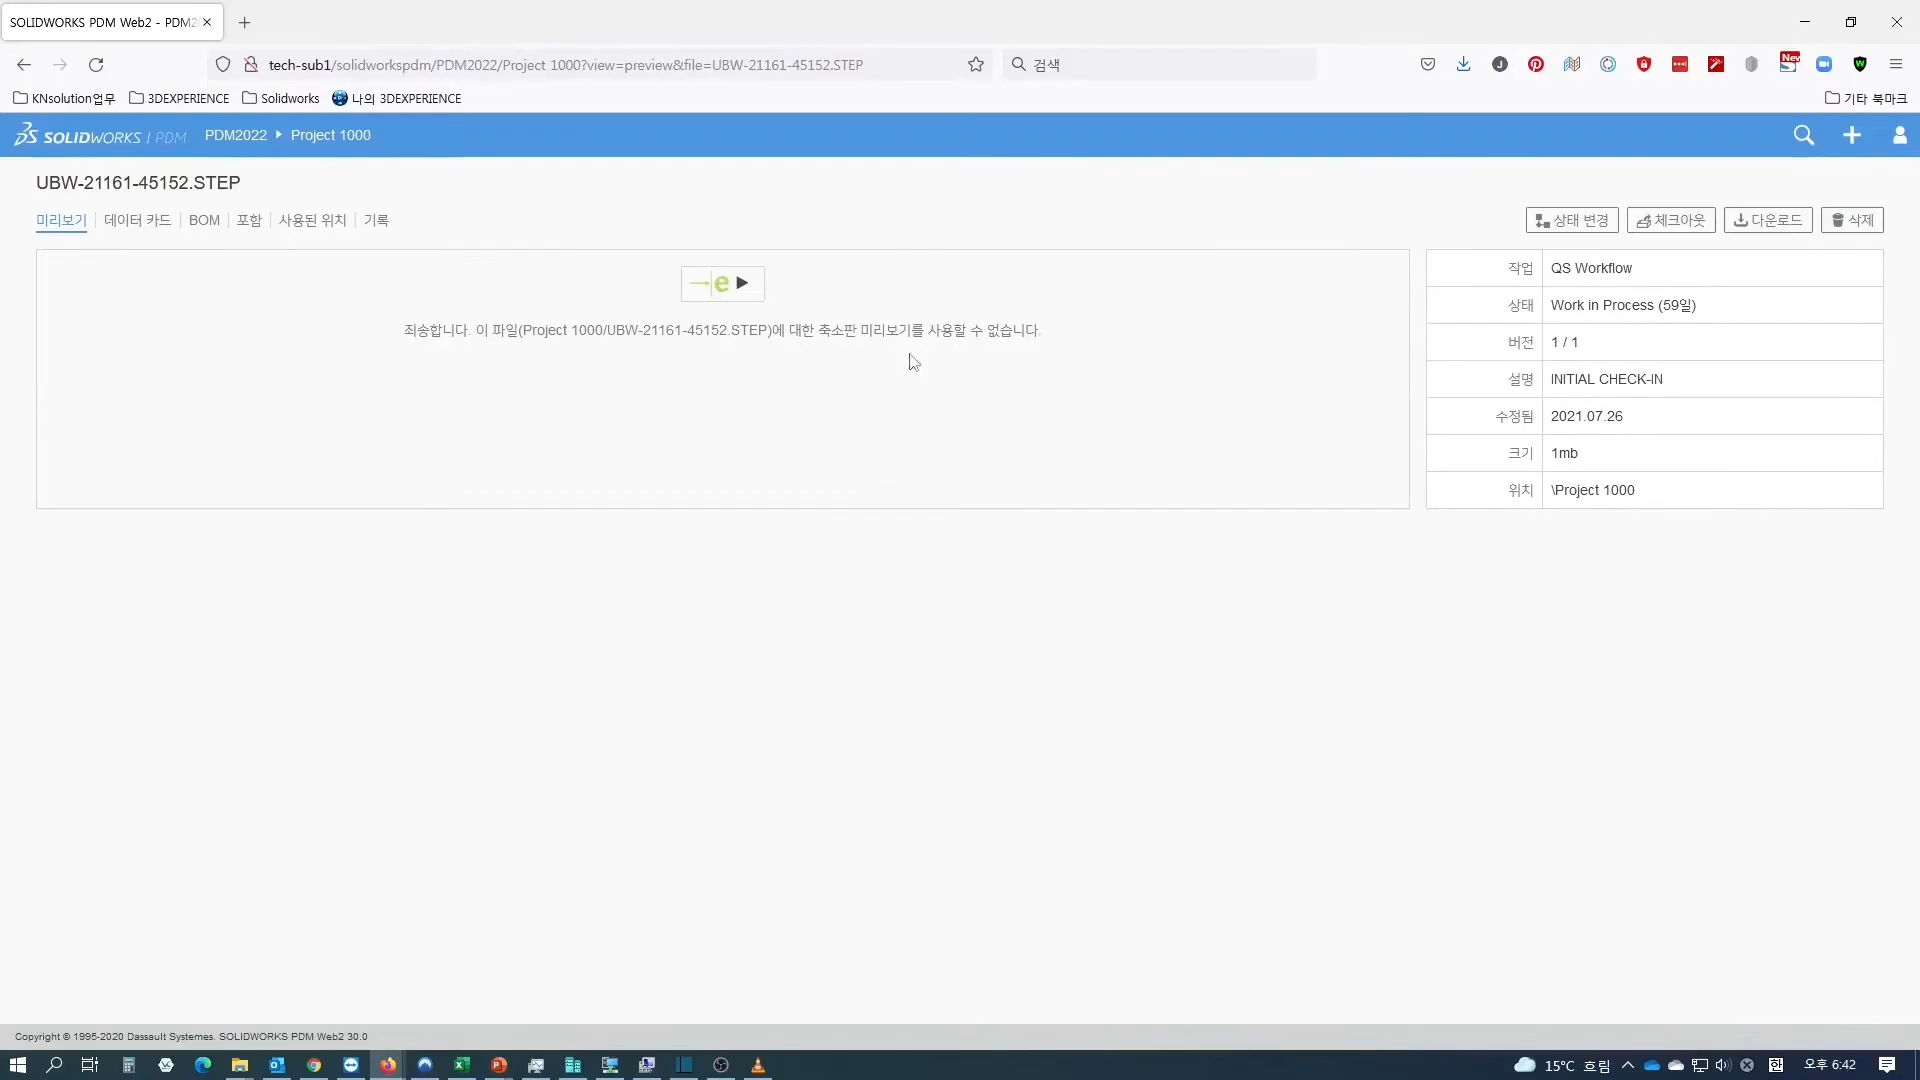 SOLIDWORKS PDM Web2 - PDM2
tech-sub1/solidworkspdm/PDM2022/Project 1000?view=preview&file=UBW-21161-45152.STEP
검색
New
KNsolution업무 3DEXPERIENCE Solidworks 나의 3DEXPERIENCE 기타 북마크
SOLIDWORKS | PDM PDM2022 Project 1000
UBW-21161-45152.STEP
미리보기 데이터 카드 BOM 포함 사용된 위치 기록 상태 변경 체크아웃 다운로드 삭제
e
죄송합니다. 이 파일(Project 1000/UBW-21161-45152.STEP)에 대한 축소판 미리보기를 사용할 수 없습니다.
작업 QS Workflow
상태 Work in Process (59일)
버전 1 / 1
설명 INITIAL CHECK-IN
수정됨 2021.07.26
크기 1mb
위치 \Project 1000
Copyright © 1995-2020 Dassault Systemes. SOLIDWORKS PDM Web2 30.0
15°C 흐림 한 오후 6:42